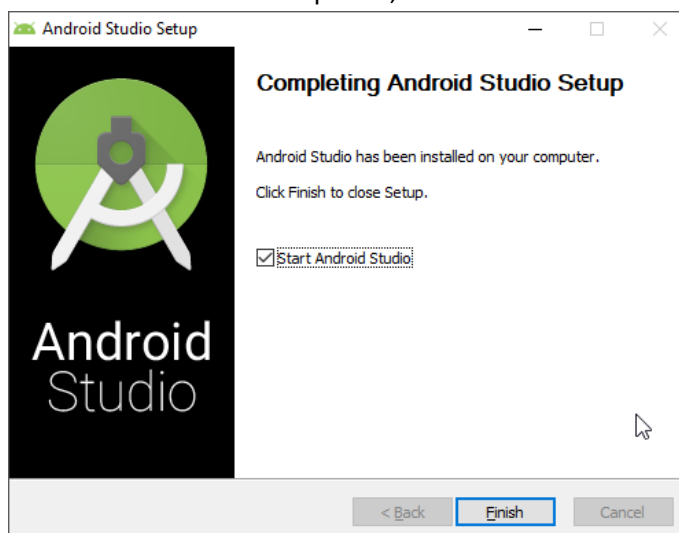 Android Studio Setup
Completing Android Studio Setup
Android Studio has been installed on your computer.
Click Finish to close Setup.
Start Android Studio
Android
Studio
< Back
Finish
Cancel